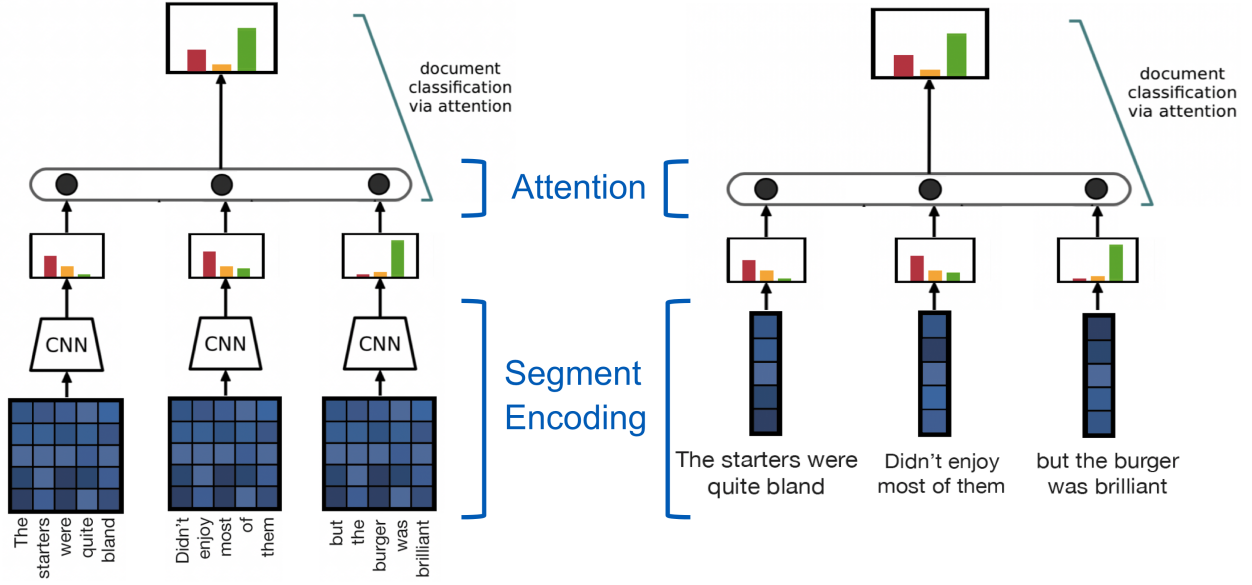 document
classification
via attention
document
classification
via attention
Attention
CNN
CNN
CNN
Segment
Encoding
The starters were
quite bland
Didn't enjoy
most of them
but the burger
was brilliant
The
starters
were
quite
bland
Didn't
enjoy
most
of
them
but
the
burger
was
brilliant